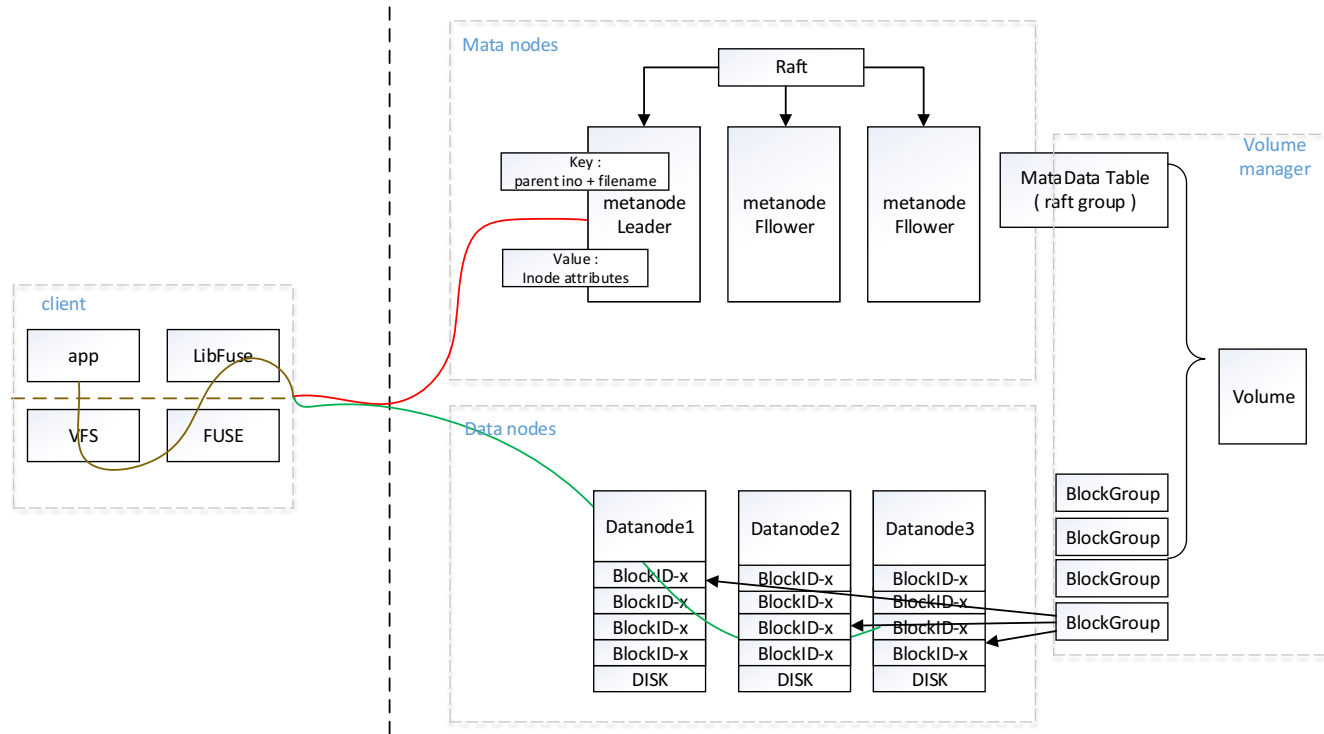 Mata nodes
Raft
Key :
parent ino + filename
metanode
Leader
Value :
Inode attributes
metanode
Fllower
metanode
Fllower
Volume
manager
MataData Table
( raft group )
Volume
BlockGroup
BlockGroup
BlockGroup
BlockGroup
client
app
LibFuse
VFS
FUSE
Data nodes
Datanode1
BlockID-x
BlockID-x
BlockID-x
BlockID-x
DISK
Datanode2
BlockID-x
BlockID-x
BlockID-x
BlockID-x
DISK
Datanode3
BlockID-x
BlockID-x
BlockID-x
BlockID-x
DISK